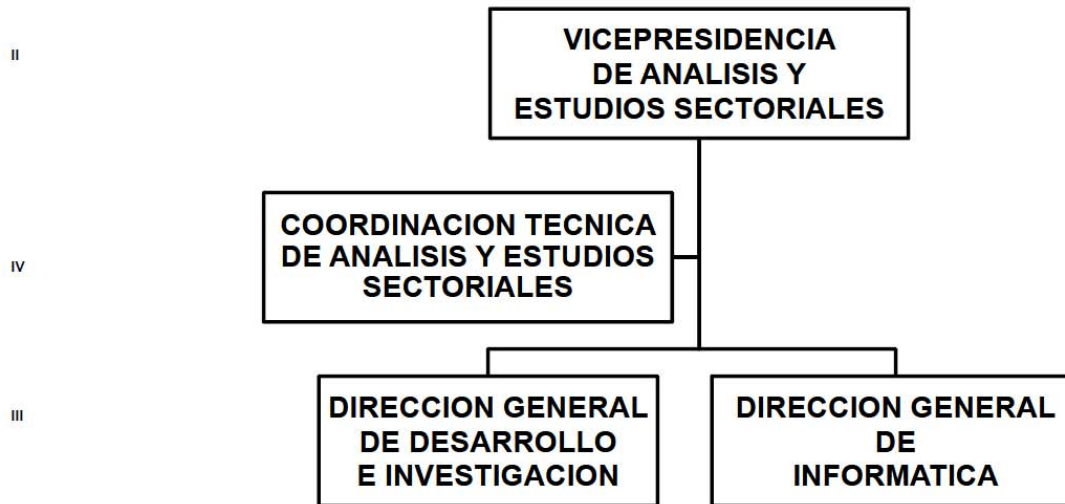 II
VICEPRESIDENCIA
DE ANALISIS Y
ESTUDIOS SECTORIALES
IV
COORDINACION TECNICA
DE ANALISIS Y ESTUDIOS
SECTORIALES
III
DIRECCION GENERAL
DE DESARROLLO
E INVESTIGACION
DIRECCION GENERAL
DE
INFORMATICA